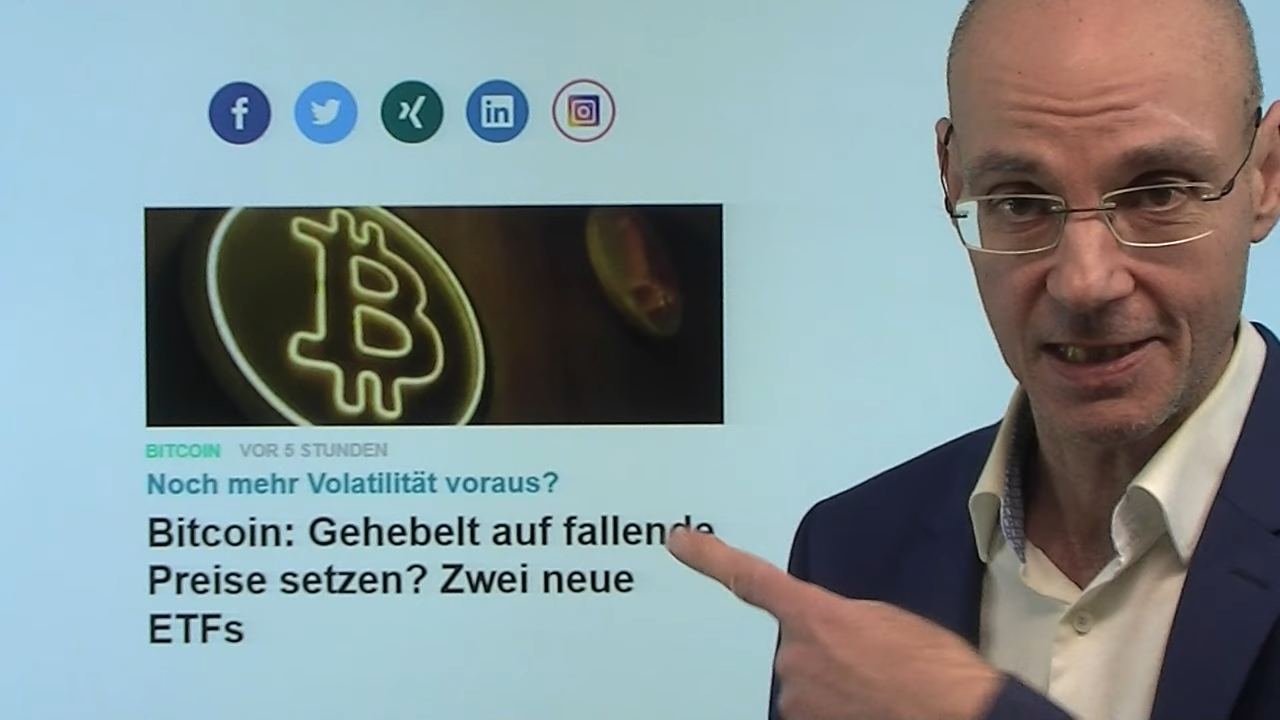 BITCOIN VOR 5 STUNDEN
Noch mehr Volatilität voraus?
Bitcoin: Gehebelt auf fallende
Preise setzen? Zwei neue
ETFs